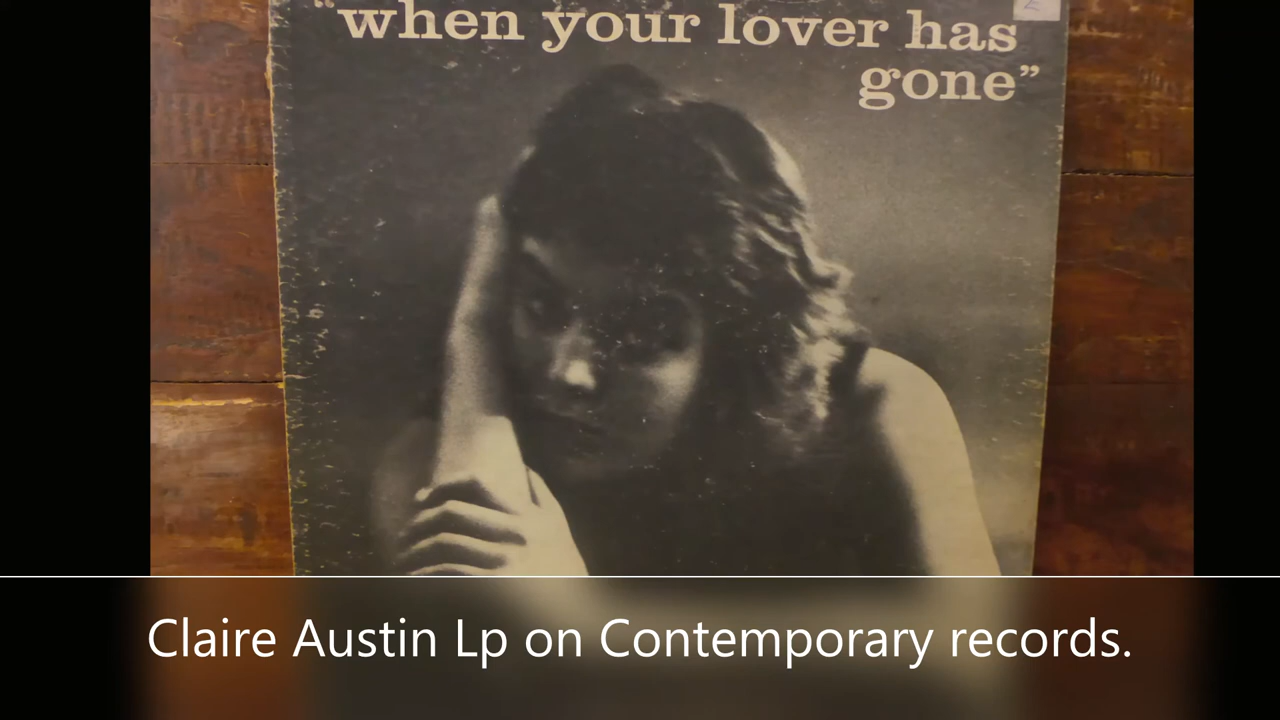 "when your lover has
gone"
E
Claire Austin Lp on Contemporary records.